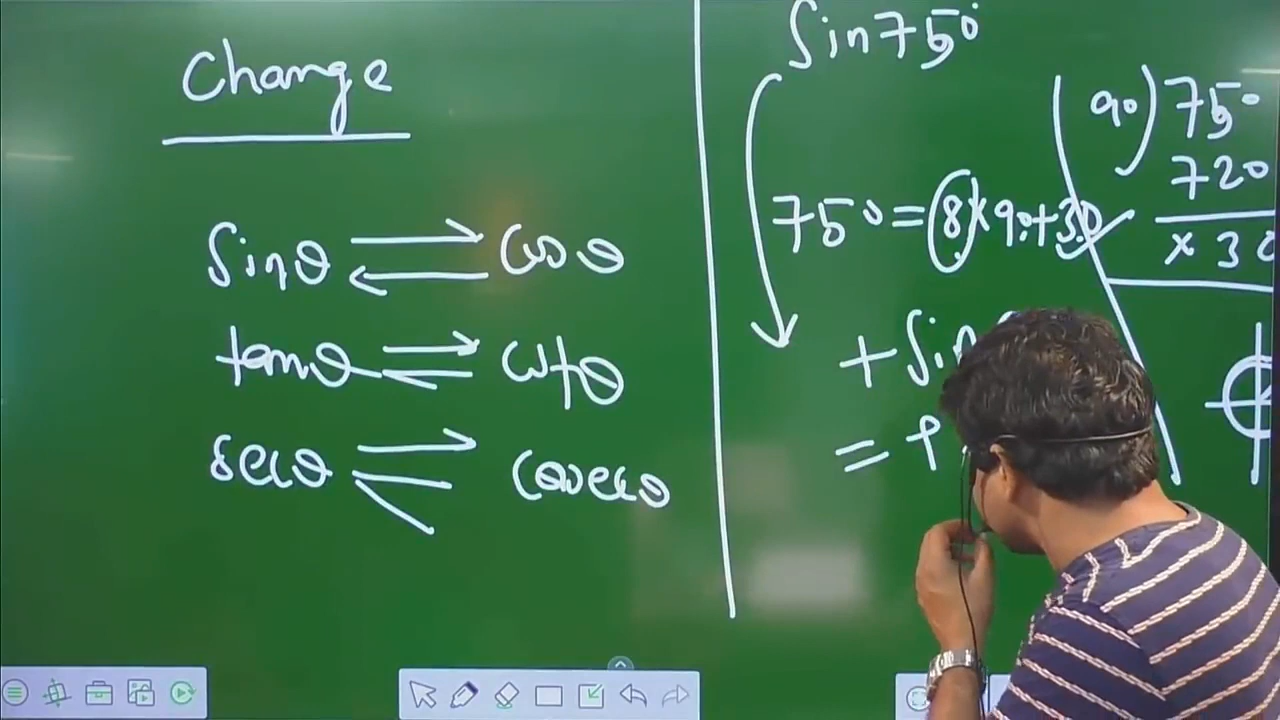 Change
sinθ ⇌ cosθ
tanθ ⇌ cotθ
secθ ⇌ cosecθ
Sin750
750 = (8)×90+30 ✓
+ Sin
= +
90) 750
720
× 30